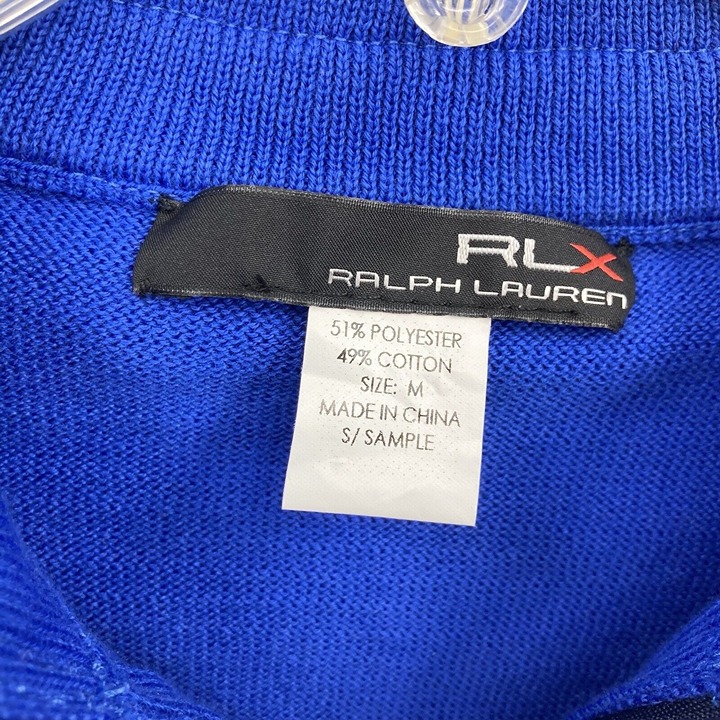 RLX
RALPH LAUREN
51% POLYESTER
49% COTTON
SIZE: M
MADE IN CHINA
S/ SAMPLE